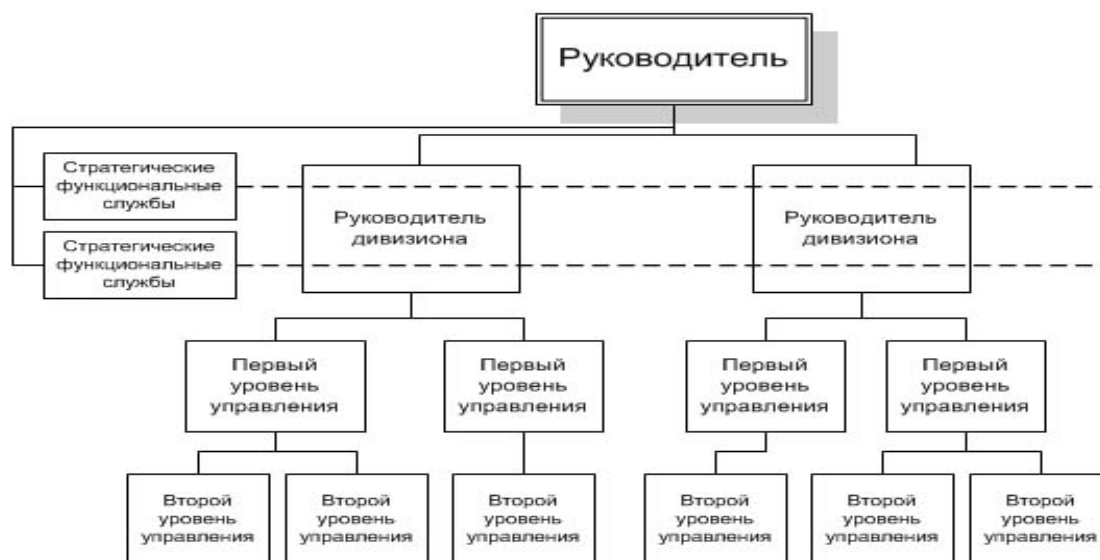 Руководитель
Стратегические
функциональные
службы
Стратегические
функциональные
службы
Руководитель
дивизиона
Руководитель
дивизиона
Первый
уровень
управления
Первый
уровень
управления
Первый
уровень
управления
Первый
уровень
управления
Второй
уровень
управления
Второй
уровень
управления
Второй
уровень
управления
Второй
уровень
управления
Второй
уровень
управления
Второй
уровень
управления